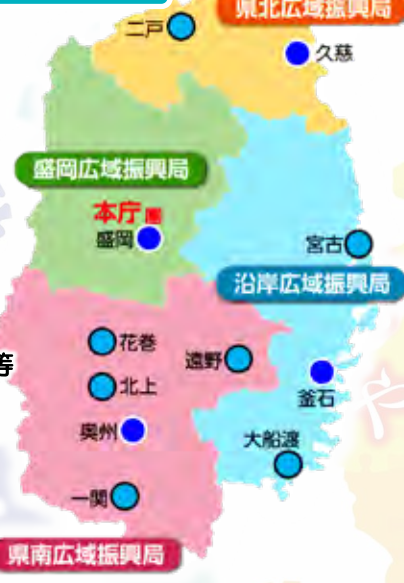 県北広域振興局
二戸
久慈
盛岡広域振興局
本庁
盛岡
宮古
沿岸広域振興局
等
花巻
遠野
北上
釜石
や
奥州
大船渡
一関
県南広域振興局